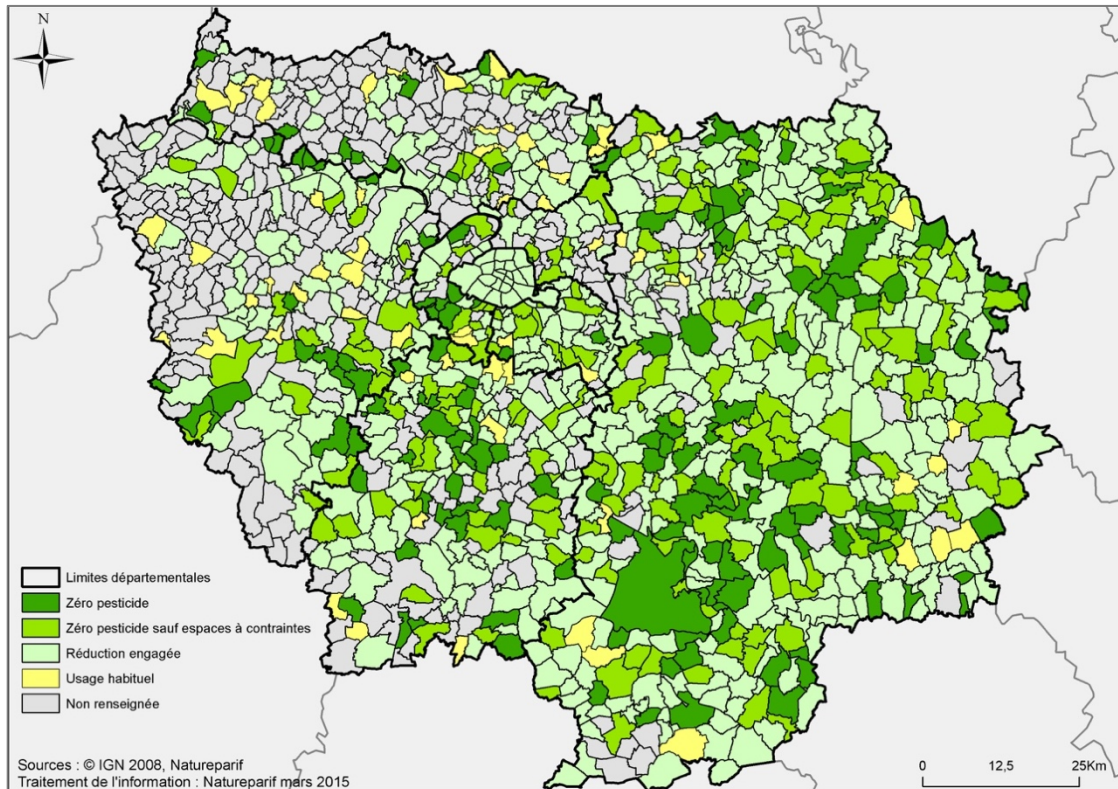 N
Limites départementales
Zéro pesticide
Zéro pesticide sauf espaces à contraintes
Réduction engagée
Usage habituel
Non renseignée
Sources : © IGN 2008, Natureparif
Traitement de l'information : Natureparif mars 2015
0 12,5 25Km